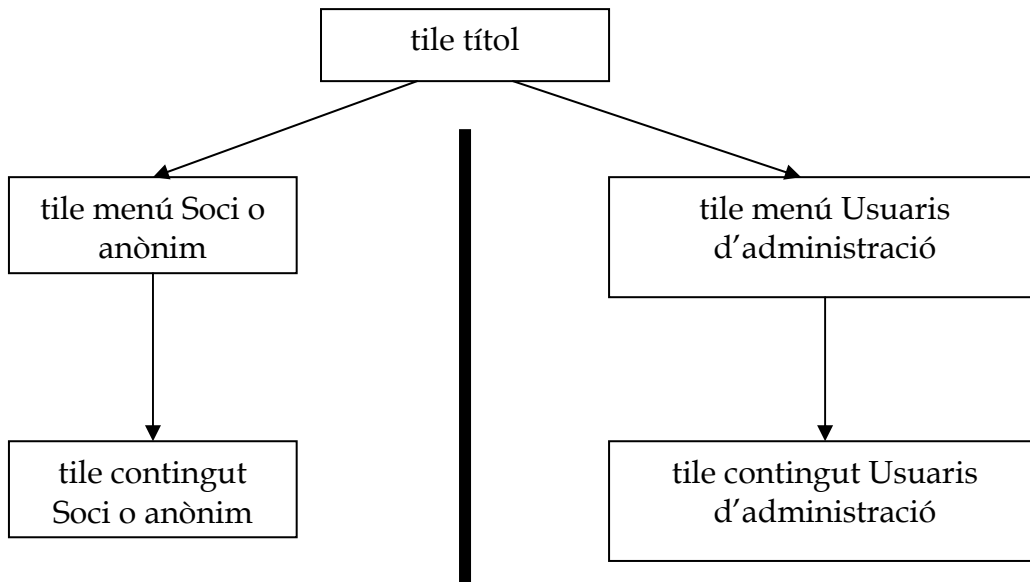 tile títol
tile menú Soci o
anònim
tile menú Usuaris
d’administració
tile contingut
Soci o anònim
tile contingut Usuaris
d’administració